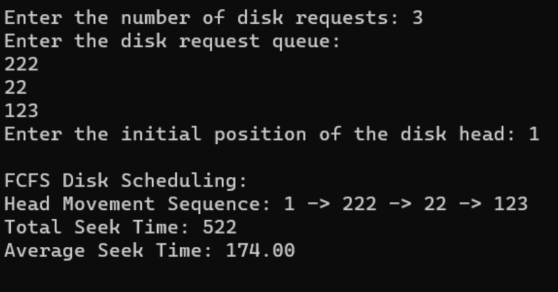 Enter the number of disk requests: 3
Enter the disk request queue:
222
22
123
Enter the initial position of the disk head: 1
FCFS Disk Scheduling:
Head Movement Sequence: 1 -> 222 -> 22 -> 123
Total Seek Time: 522
Average Seek Time: 174.00